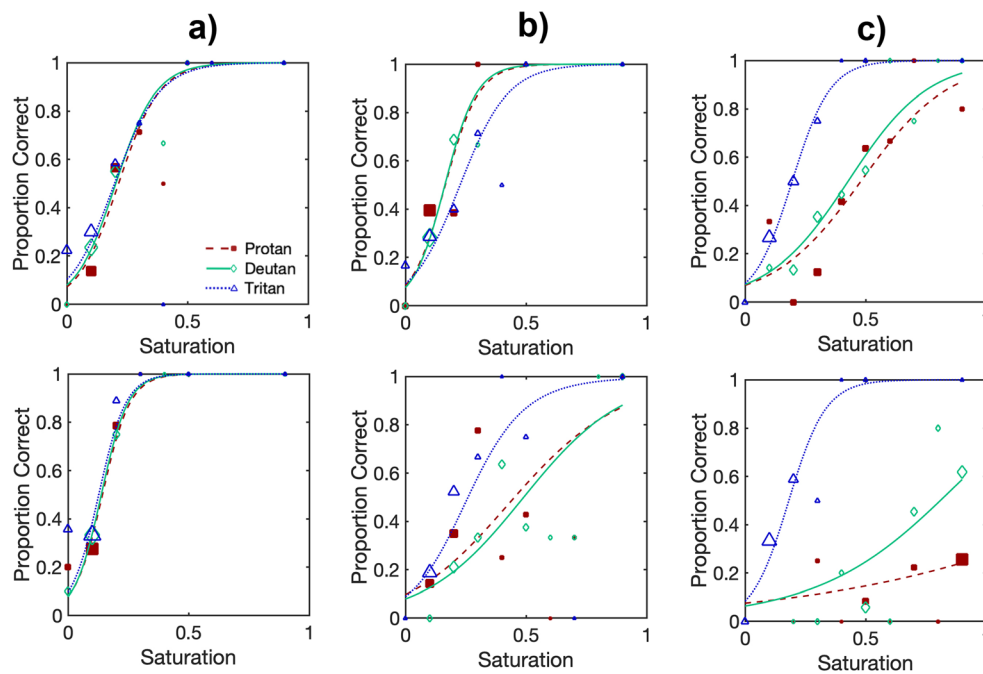 a) b) c)
1 1 1
0.8 0.8 0.8
0.6 0.6 0.6
0.4 0.4 0.4
0.2 0.2 0.2
0 0 0
Proportion Correct Proportion Correct Proportion Correct
Protan
Deutan
Tritan
0 0.5 1 0 0.5 1 0 0.5 1
Saturation Saturation Saturation
1 1 1
0.8 0.8 0.8
0.6 0.6 0.6
0.4 0.4 0.4
0.2 0.2 0.2
0 0 0
Proportion Correct Proportion Correct Proportion Correct
0 0.5 1 0 0.5 1 0 0.5 1
Saturation Saturation Saturation